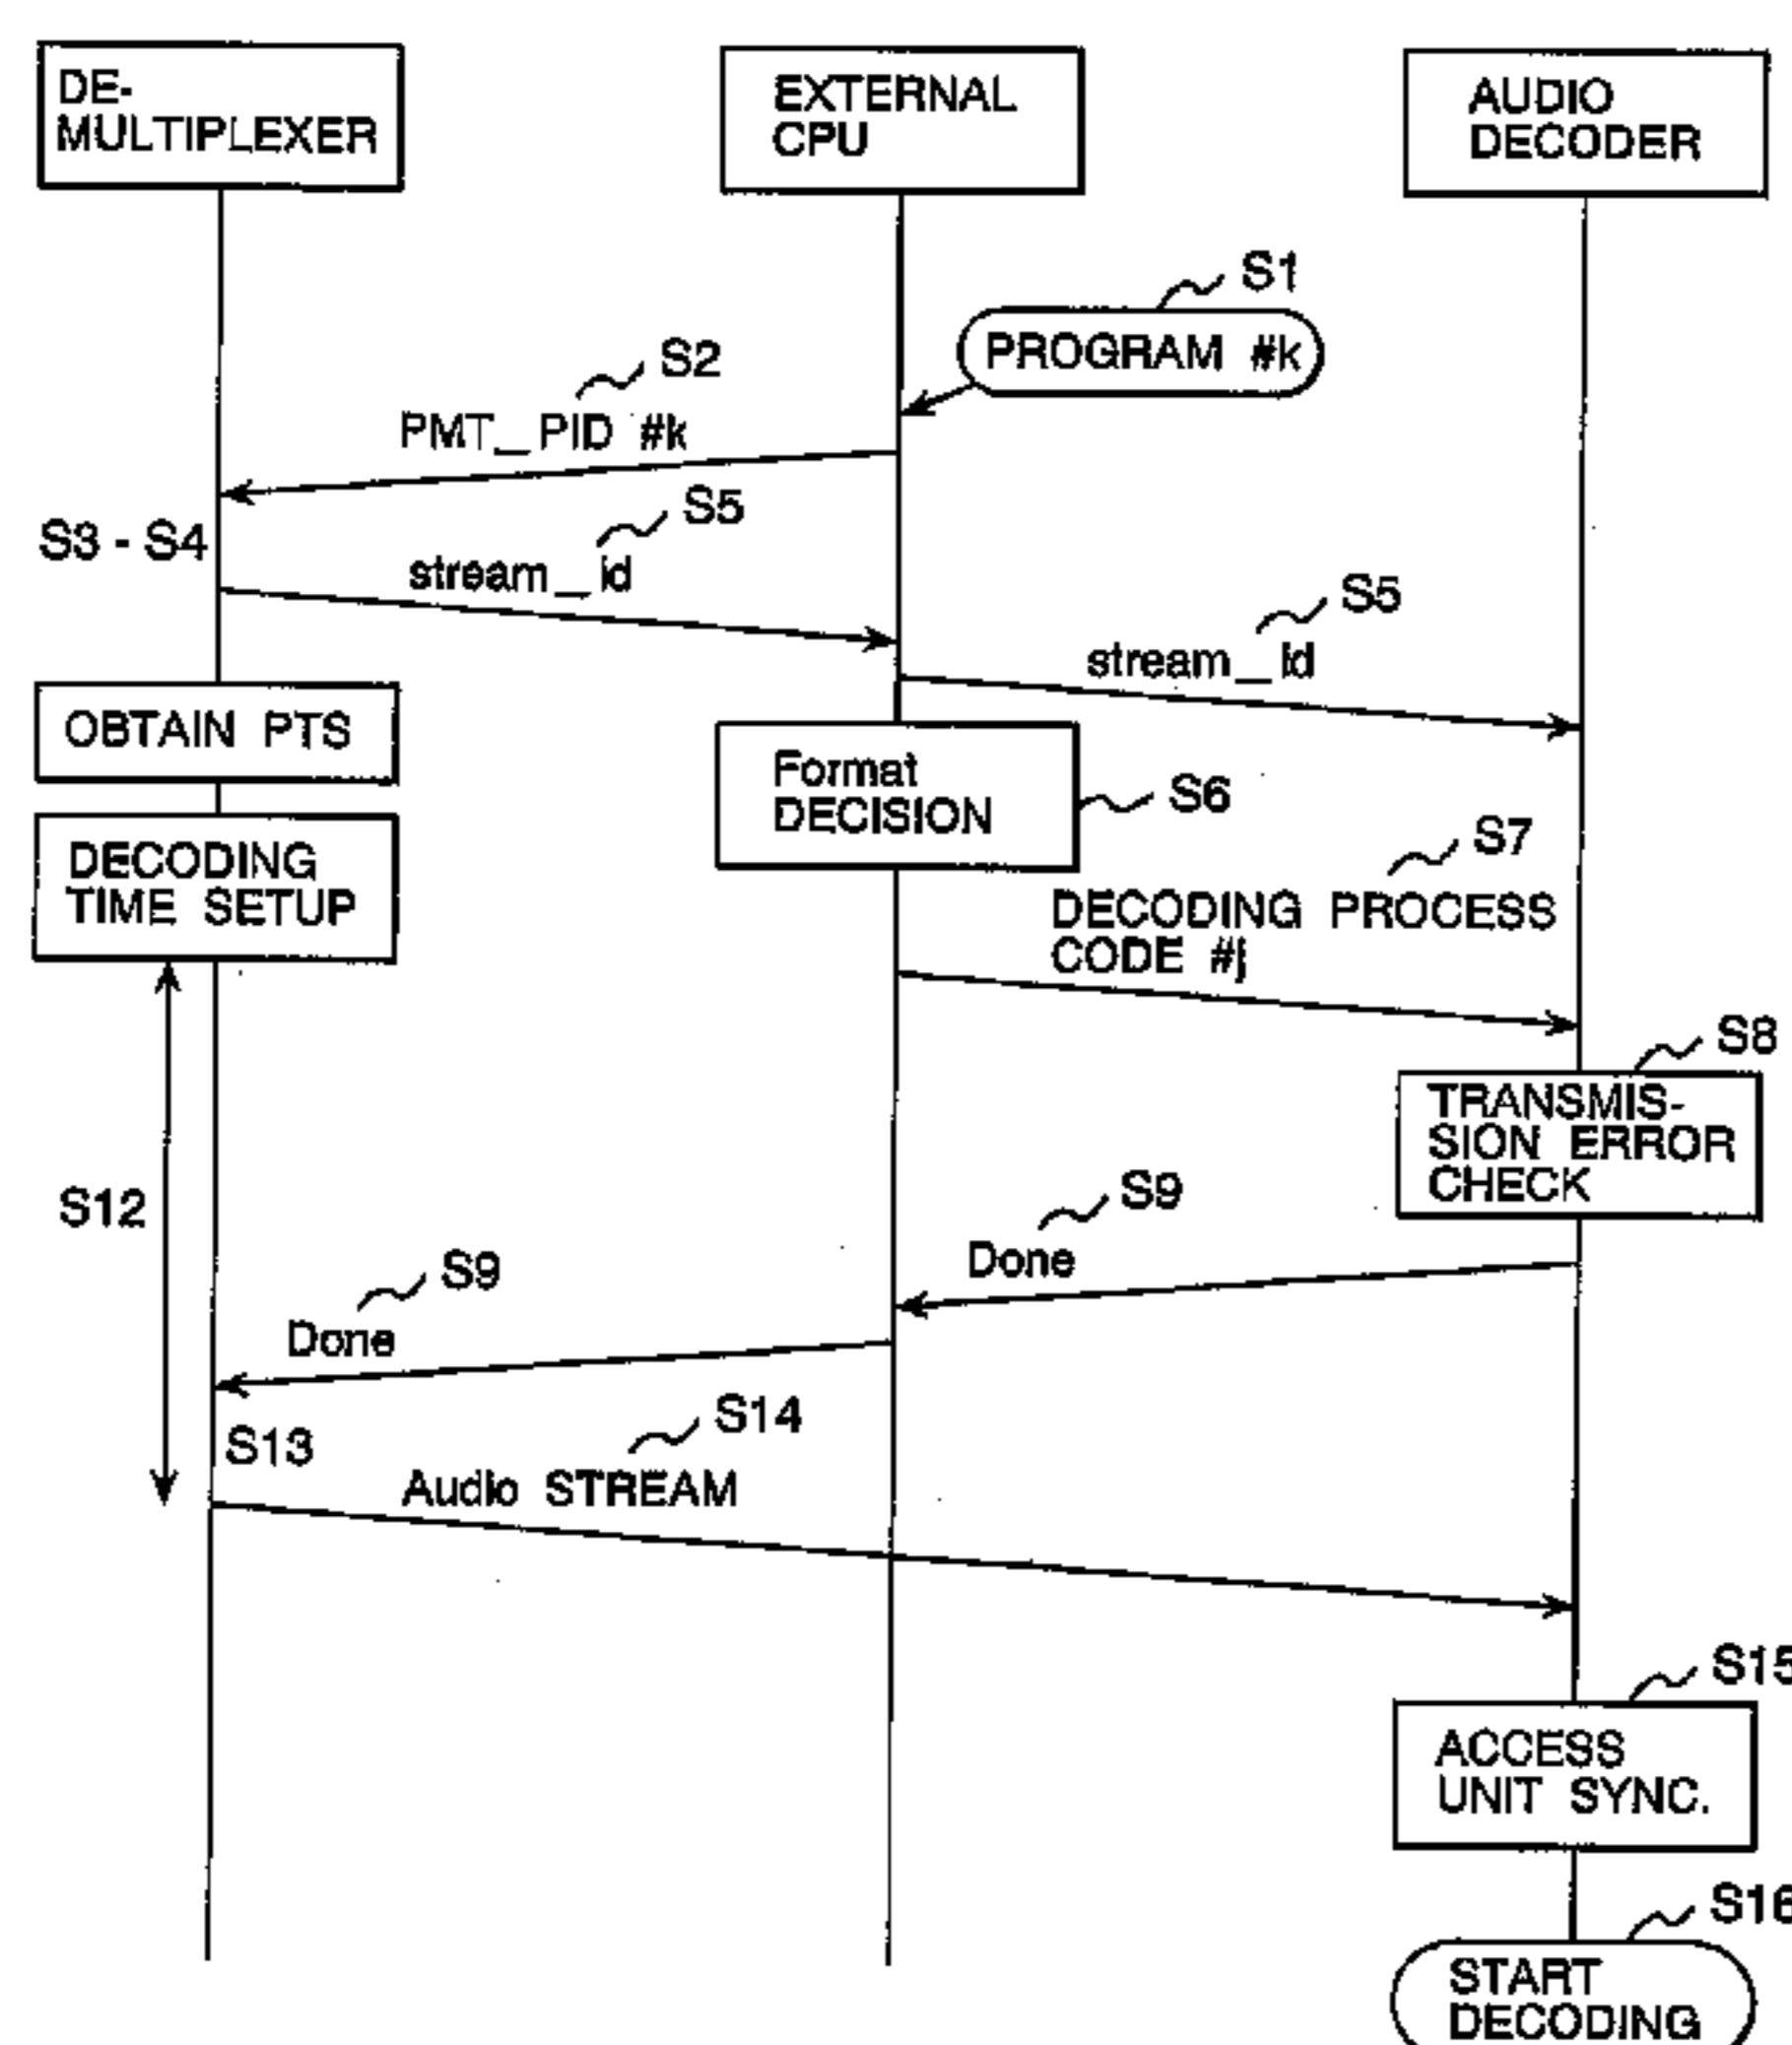 DE-
MULTIPLEXER
EXTERNAL
CPU
AUDIO
DECODER
S1
PROGRAM #k
S2
PMT_PID #k
S5
S3 - S4
stream_id
S5
stream_id
OBTAIN PTS
Format
DECISION
S6
DECODING
TIME SETUP
S7
DECODING PROCESS
CODE #j
S8
TRANSMIS-
SION ERROR
CHECK
S12
S9
Done
S9
Done
S14
S13
Audio STREAM
S15
ACCESS
UNIT SYNC.
S16
START
DECODING